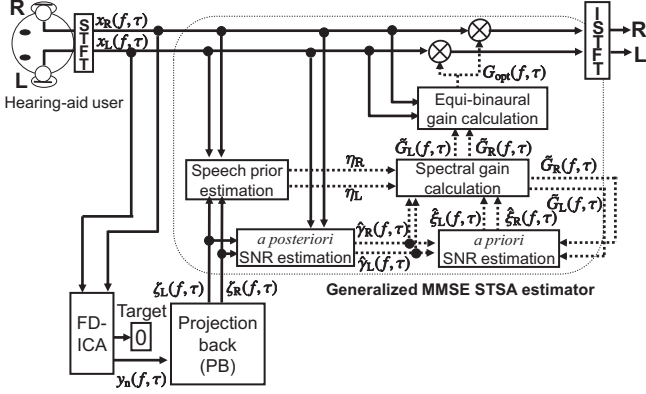 R
x_R(f,τ)
x_L(f,τ)
STFT
L
Hearing-aid user
ISTFT
R
L
G_opt(f,τ)
Equi-binaural
gain calculation
G̃_L(f,τ) G̃_R(f,τ)
Speech prior
estimation
η_R
η_L
Spectral gain
calculation
G̃_R(f,τ)
G̃_L(f,τ)
ξ̂_L(f,τ) ξ̂_R(f,τ)
a posteriori
SNR estimation
γ̂_R(f,τ)
γ̂_L(f,τ)
a priori
SNR estimation
Generalized MMSE STSA estimator
ζ_L(f,τ) ζ_R(f,τ)
FD-
ICA
Target
0
Projection
back
(PB)
y_n(f,τ)